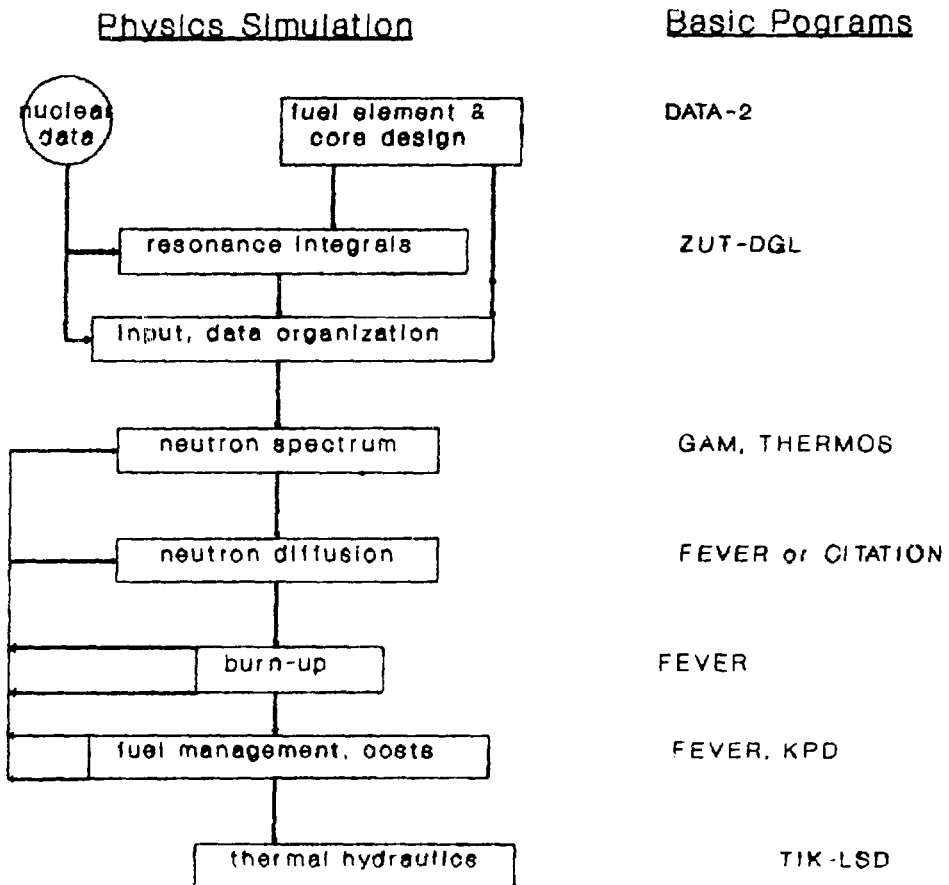 Physics Simulation Basic Pograms
nuclear
data
fuel element &
core design
DATA-2
resonance integrals ZUT-DGL
input, data organization
neutron spectrum GAM, THERMOS
neutron diffusion FEVER or CITATION
burn-up FEVER
fuel management, costs FEVER, KPD
thermal hydraulics TIK-LSD